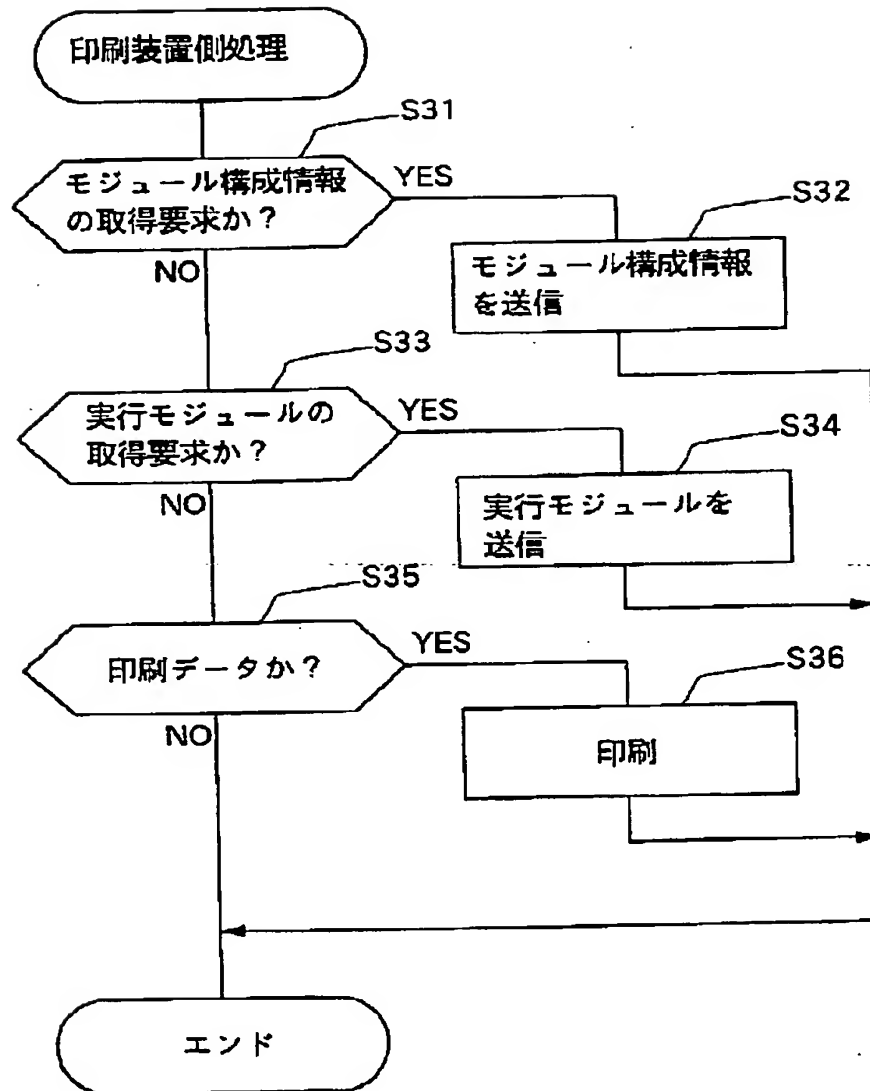 印刷装置側処理
S31
モジュール構成情報
の取得要求か？
YES
NO
S32
モジュール構成情報
を送信
S33
実行モジュールの
取得要求か？
YES
NO
S34
実行モジュールを
送信
S35
印刷データか？
YES
NO
S36
印刷
エンド